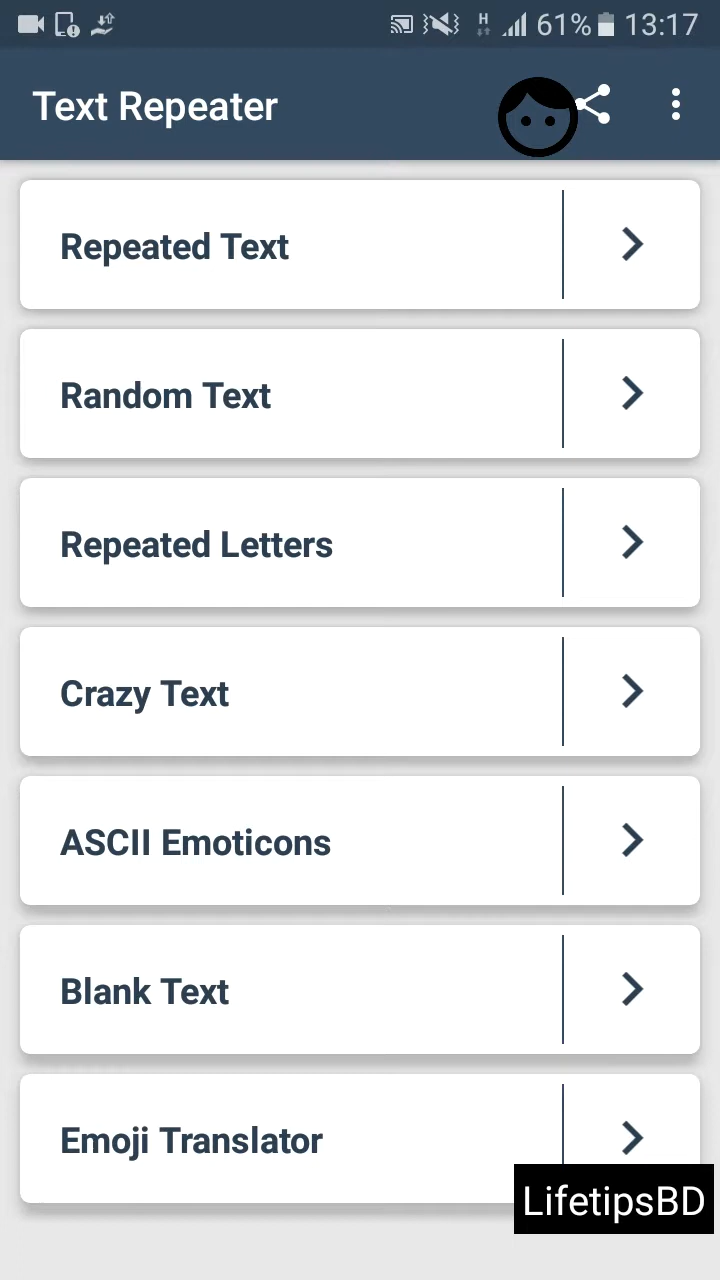 H 61% 13:17
Text Repeater
Repeated Text
Random Text
Repeated Letters
Crazy Text
ASCII Emoticons
Blank Text
Emoji Translator
LifetipsBD